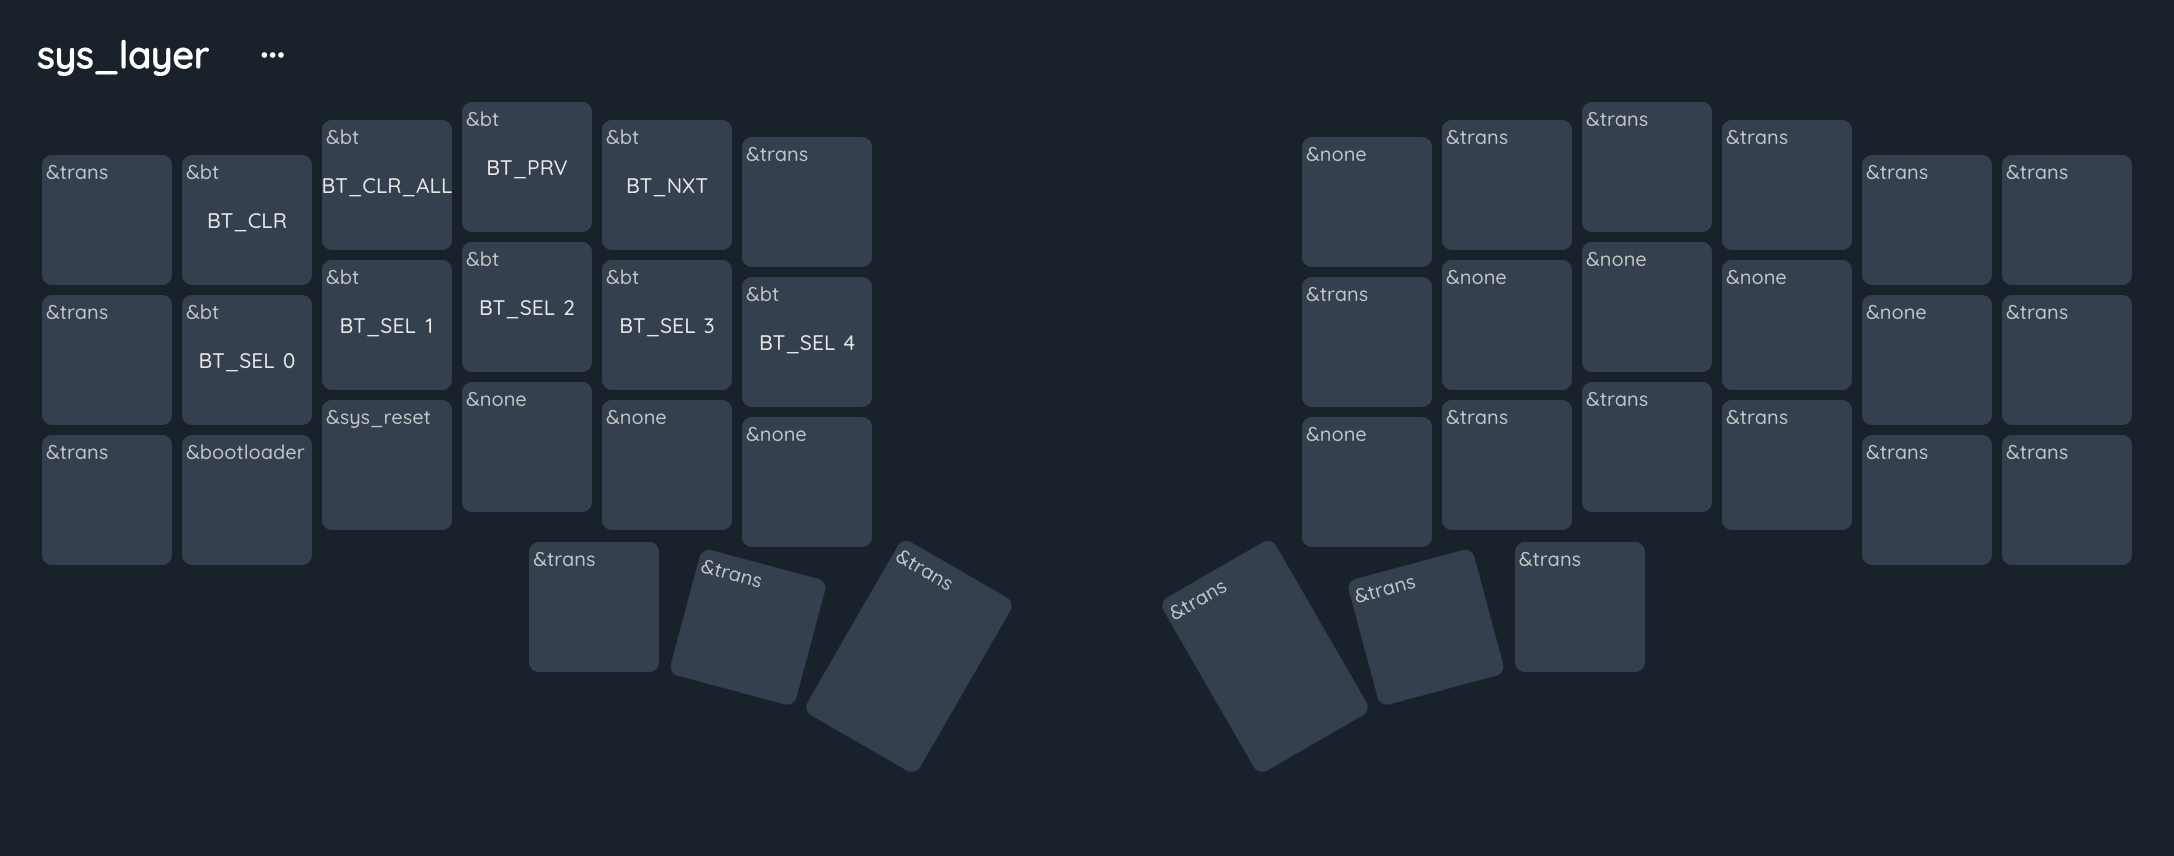 sys_layer ...
&trans &bt BT_CLR &bt BT_CLR_ALL &bt BT_PRV &bt BT_NXT &trans
&none &trans &trans &trans &trans &trans
&trans &bt BT_SEL 0 &bt BT_SEL 1 &bt BT_SEL 2 &bt BT_SEL 3 &bt BT_SEL 4
&trans &none &none &none &none &trans
&trans &bootloader &sys_reset &none &none &none
&none &trans &trans &trans &trans &trans
&trans &trans &trans
&trans &trans &trans